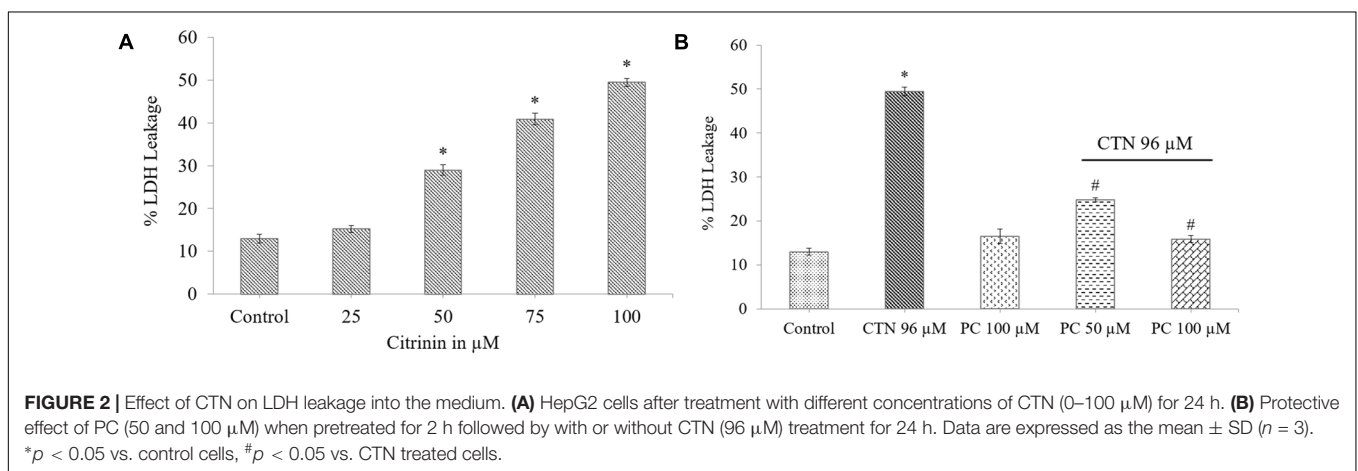 A
60
50
40
30
20
10
0
% LDH Leakage
*
*
*
Control 25 50 75 100
Citrinin in µM
B
60
50
40
30
20
10
0
% LDH Leakage
*
CTN 96 µM
#
#
Control CTN 96 µM PC 100 µM PC 50 µM PC 100 µM
FIGURE 2 | Effect of CTN on LDH leakage into the medium. (A) HepG2 cells after treatment with different concentrations of CTN (0–100 µM) for 24 h. (B) Protective
effect of PC (50 and 100 µM) when pretreated for 2 h followed by with or without CTN (96 µM) treatment for 24 h. Data are expressed as the mean ± SD (n = 3).
*p < 0.05 vs. control cells, #p < 0.05 vs. CTN treated cells.